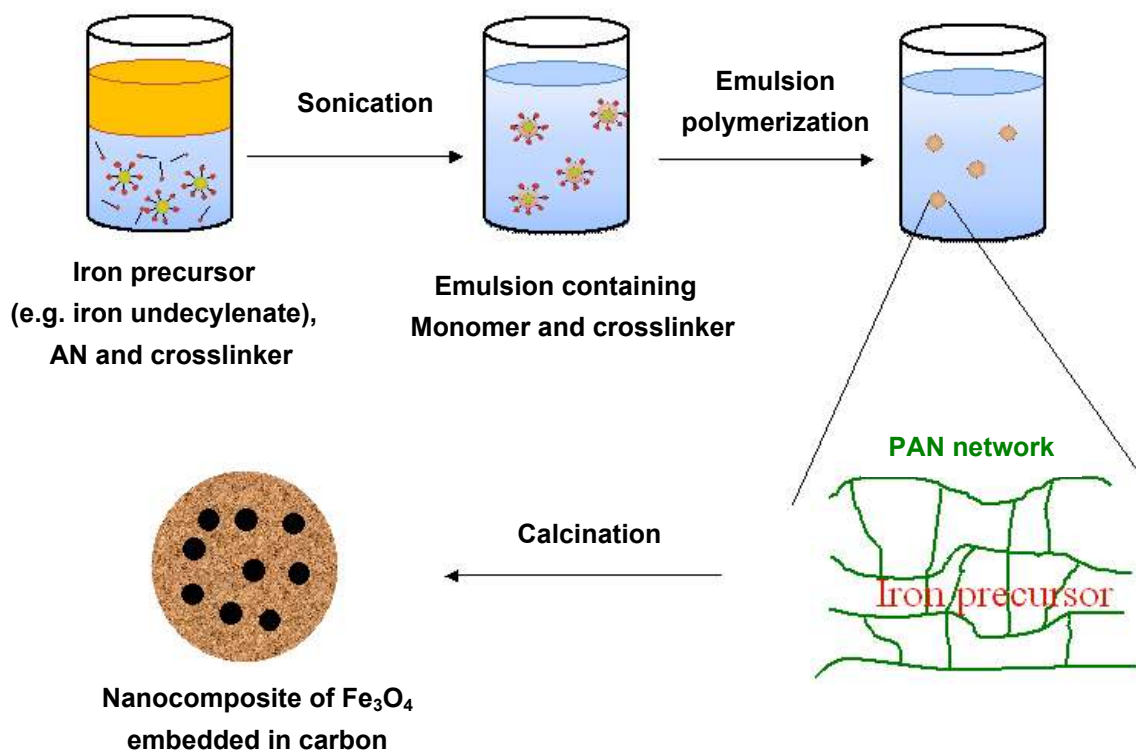 Sonication
Emulsion
polymerization
Iron precursor
(e.g. iron undecylenate),
AN and crosslinker
Emulsion containing
Monomer and crosslinker
PAN network
Iron precursor
Calcination
Nanocomposite of Fe₃O₄
embedded in carbon